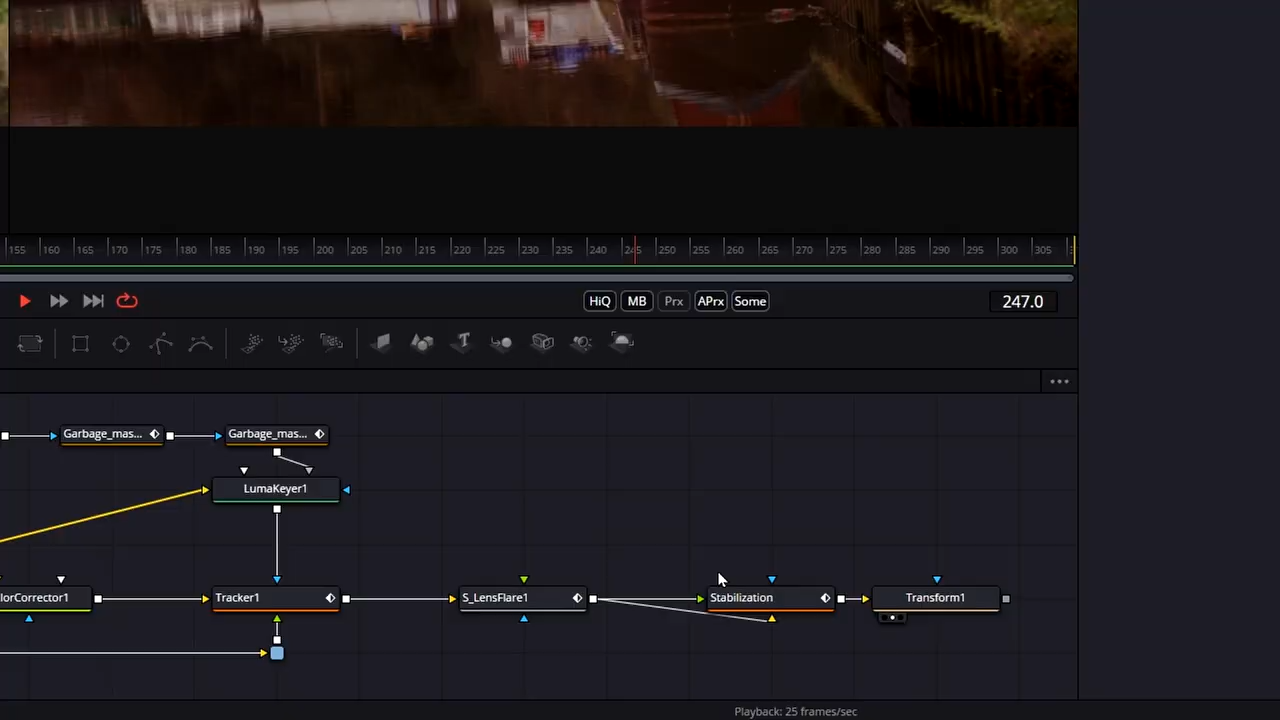 155 160 165 170 175 180 185 190 195 200 205 210 215 220 225 230 235 240 245 250 255 260 265 270 275 280 285 290 295 300 305
HiQ MB Prx APrx Some 247.0
Garbage_mas... Garbage_mas...
LumaKeyer1
lorCorrector1 Tracker1 S_LensFlare1 Stabilization Transform1
Playback: 25 frames/sec